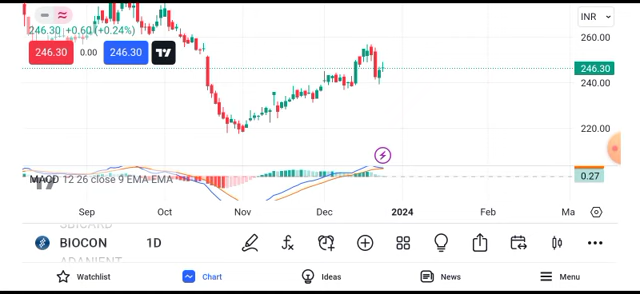 INR
246.30 +0.60 (+0.24%)
260.00
246.30 0.00 246.30
246.30
240.00
220.00
MACD 12 26 close 9 EMA EMA
0.27
Sep Oct Nov Dec 2024 Feb Ma
SBICARD
BIOCON 1D
ADANIENT
Watchlist Chart Ideas News Menu